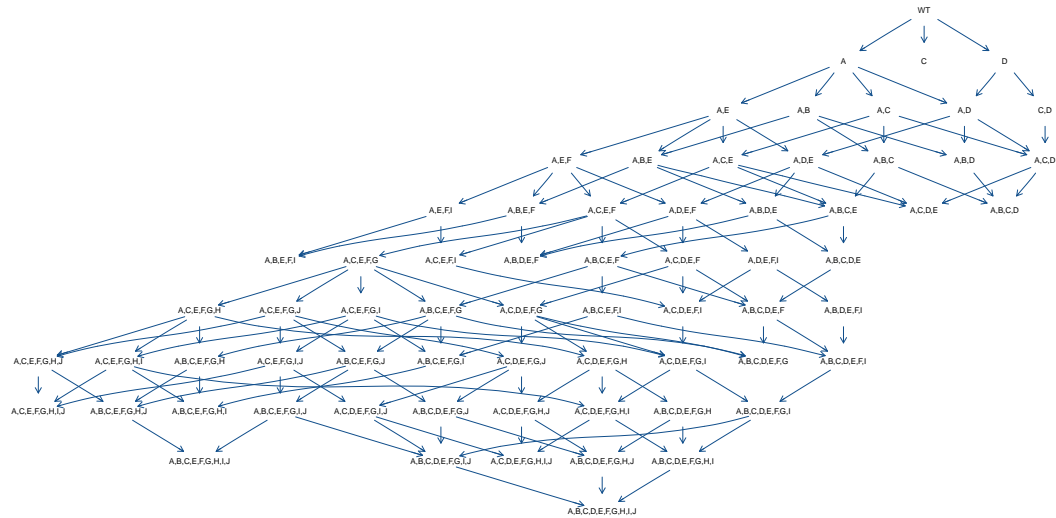 WT
A C D
A,E A,B A,C A,D C,D
A,E,F A,B,E A,C,E A,D,E A,B,C A,B,D A,C,D
A,E,F,I A,B,E,F A,C,E,F A,D,E,F A,B,D,E A,B,C,E A,C,D,E A,B,C,D
A,B,E,F,I A,C,E,F,G A,C,E,F,I A,B,D,E,F A,B,C,E,F A,C,D,E,F A,D,E,F,I A,B,C,D,E
A,C,E,F,G,H A,C,E,F,G,J A,C,E,F,G,I A,B,C,E,F,G A,C,D,E,F,G A,B,C,E,F,I A,C,D,E,F,I A,B,C,D,E,F A,B,D,E,F,I
A,C,E,F,G,H,J A,C,E,F,G,H,I A,B,C,E,F,G,H A,C,E,F,G,I,J A,B,C,E,F,G,J A,B,C,E,F,G,I A,C,D,E,F,G,J A,C,D,E,F,G,H A,C,D,E,F,G,I A,B,C,D,E,F,G A,B,C,D,E,F,I
A,C,E,F,G,H,I,J A,B,C,E,F,G,H,J A,B,C,E,F,G,H,I A,B,C,E,F,G,I,J A,C,D,E,F,G,I,J A,B,C,D,E,F,G,J A,C,D,E,F,G,H,J A,C,D,E,F,G,H,I A,B,C,D,E,F,G,H A,B,C,D,E,F,G,I
A,B,C,E,F,G,H,I,J A,B,C,D,E,F,G,I,J A,C,D,E,F,G,H,I,J A,B,C,D,E,F,G,H,J A,B,C,D,E,F,G,H,I
A,B,C,D,E,F,G,H,I,J